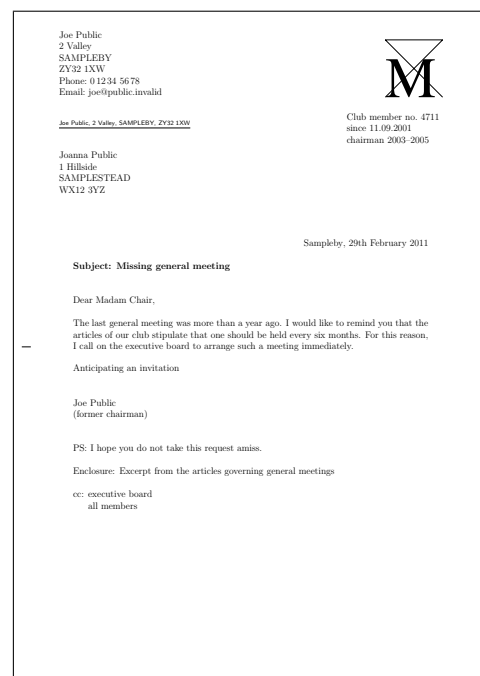 Joe Public
2 Valley
SAMPLEBY
ZY32 1XW
Phone: 0 12 34 56 78
Email: joe@public.invalid
M
Club member no. 4711
since 11.09.2001
chairman 2003–2005
Joe Public, 2 Valley, SAMPLEBY, ZY32 1XW
Joanna Public
1 Hillside
SAMPLESTEAD
WX12 3YZ
Sampleby, 29th February 2011
Subject: Missing general meeting
Dear Madam Chair,
The last general meeting was more than a year ago. I would like to remind you that the
articles of our club stipulate that one should be held every six months. For this reason,
I call on the executive board to arrange such a meeting immediately.
Anticipating an invitation
Joe Public
(former chairman)
PS: I hope you do not take this request amiss.
Enclosure: Excerpt from the articles governing general meetings
cc: executive board
all members